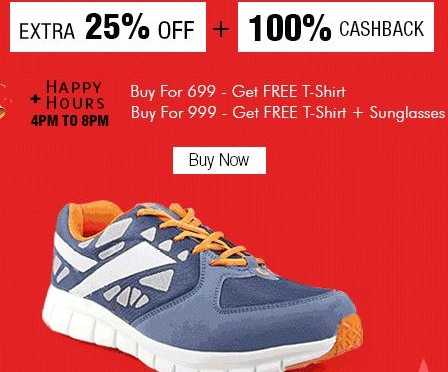 EXTRA 25% OFF + 100% CASHBACK
+ HAPPY HOURS
4PM TO 8PM
Buy For 699 - Get FREE T-Shirt
Buy For 999 - Get FREE T-Shirt + Sunglasses
Buy Now